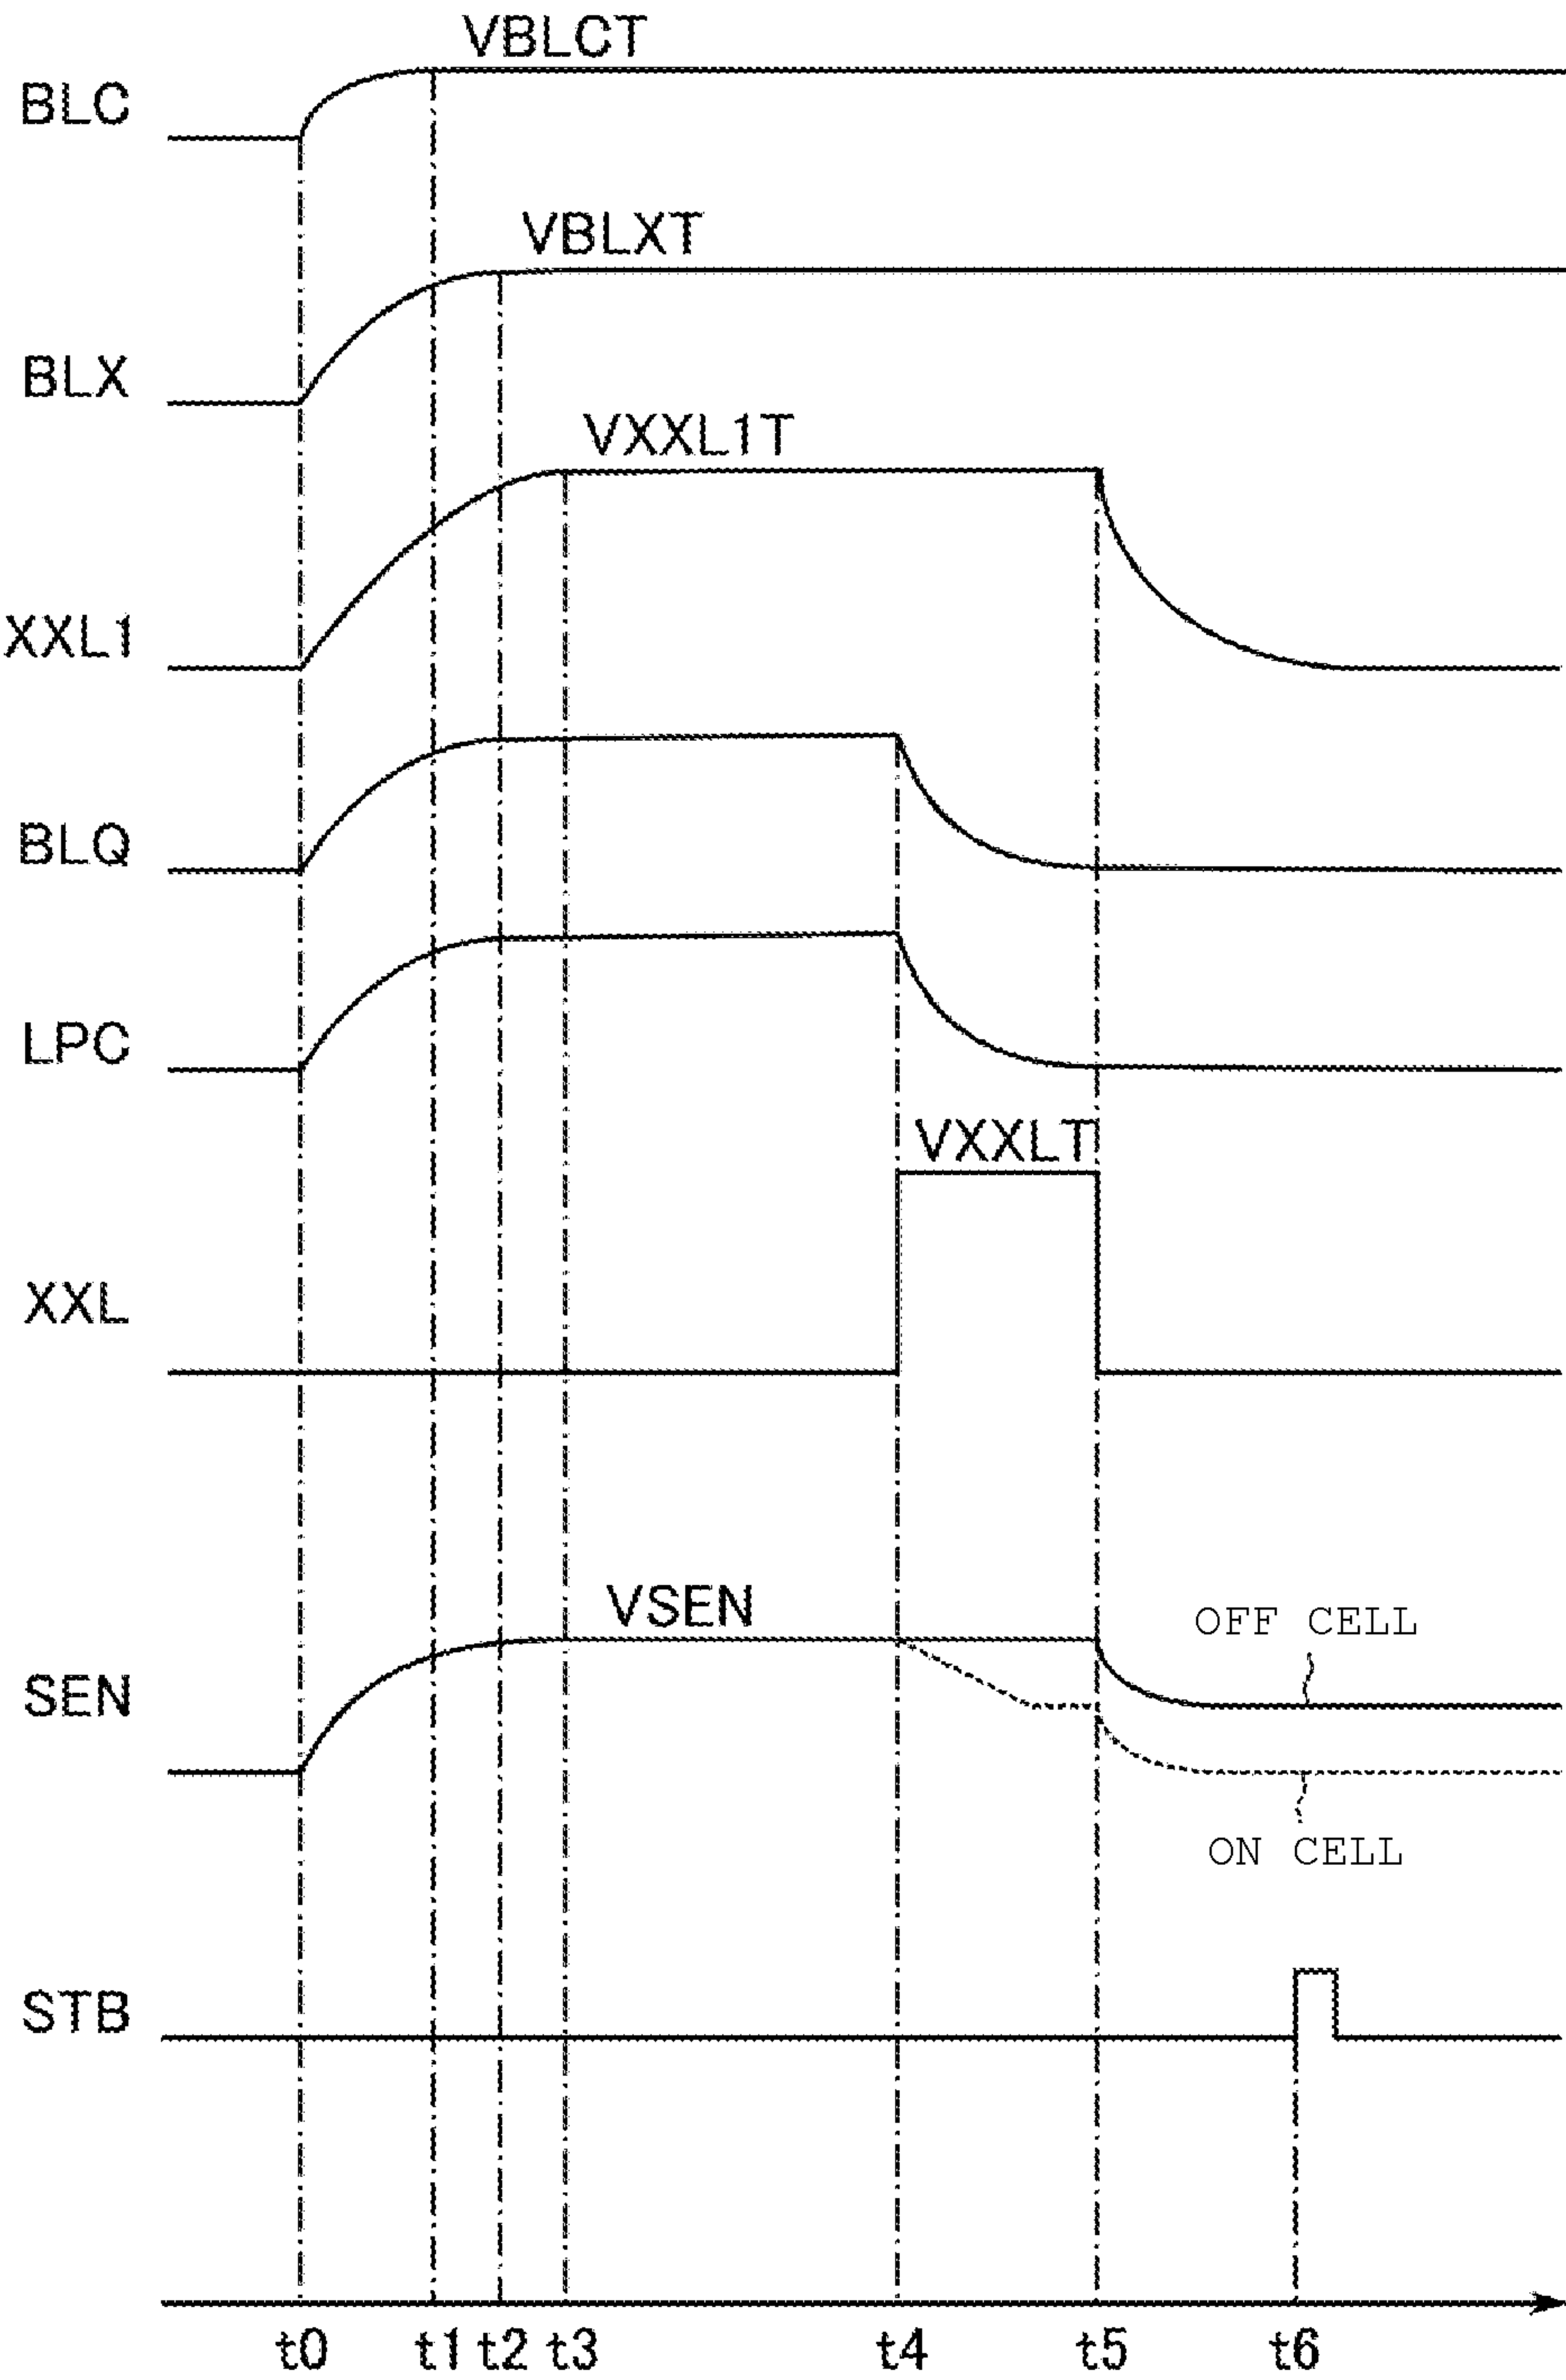 VBLCT
BLC
VBLXT
BLX
VXXL1T
XXL1
BLQ
LPC
VXXLT
XXL
VSEN
OFF CELL
SEN
ON CELL
STB
t0 t1 t2 t3 t4 t5 t6